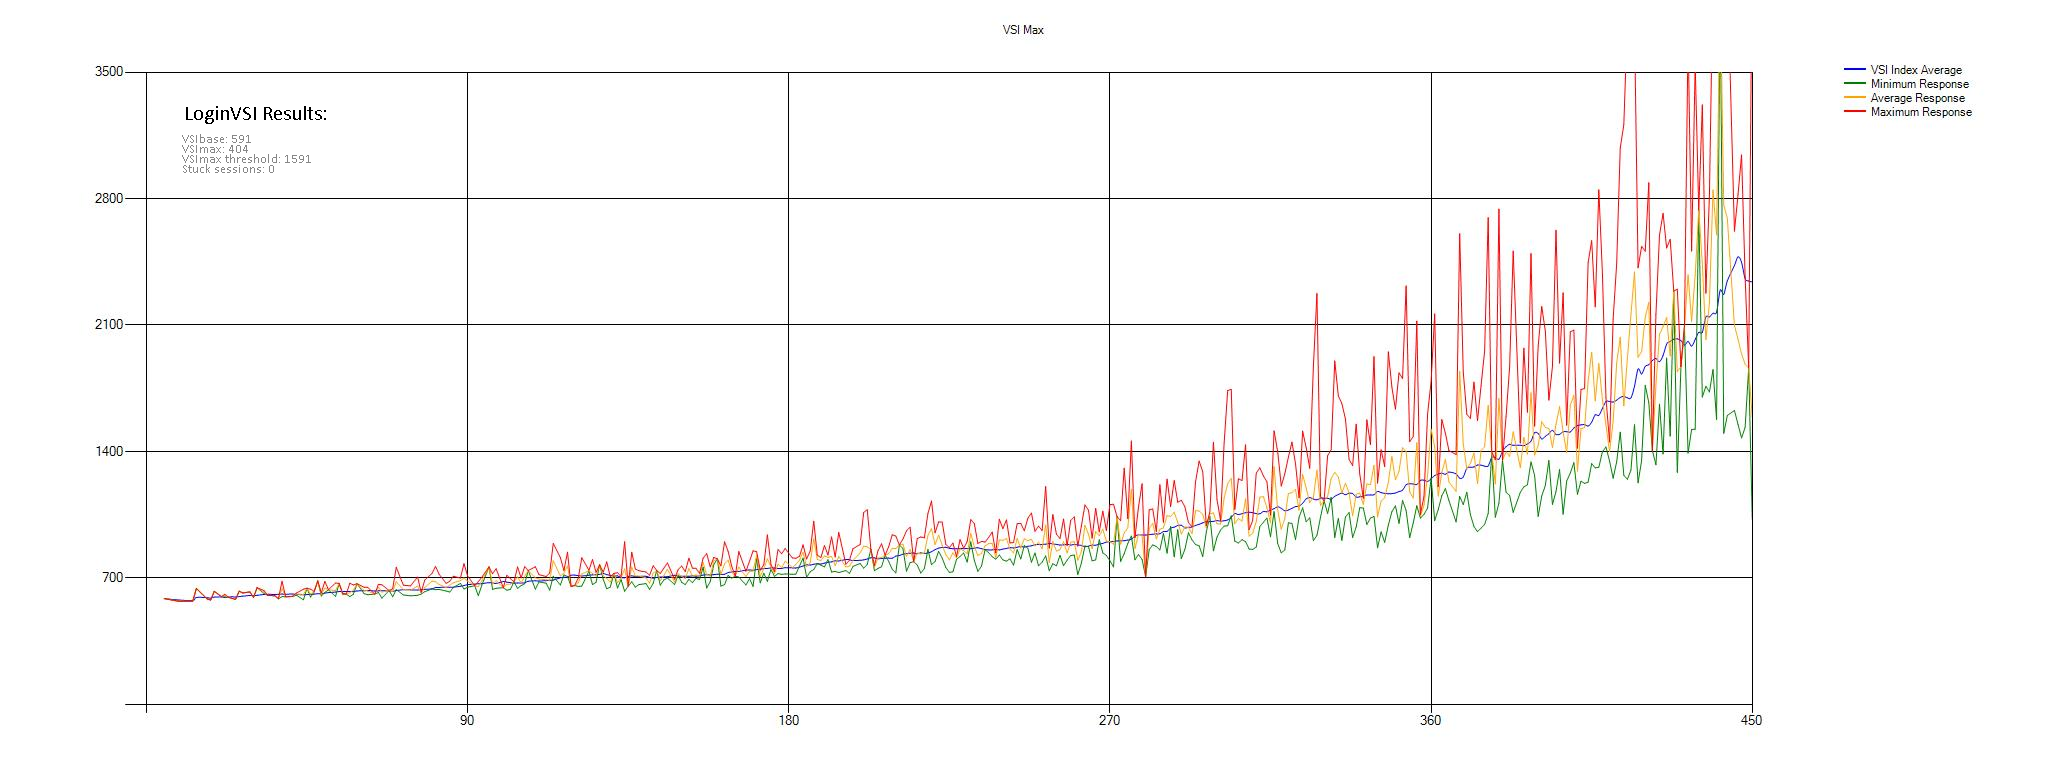 VSI Max
3500
2800
2100
1400
700
90
180
270
360
450
LoginVSI Results:
VSIbase: 591
VSImax: 404
VSImax threshold: 1591
Stuck sessions: 0
VSI Index Average
Minimum Response
Average Response
Maximum Response